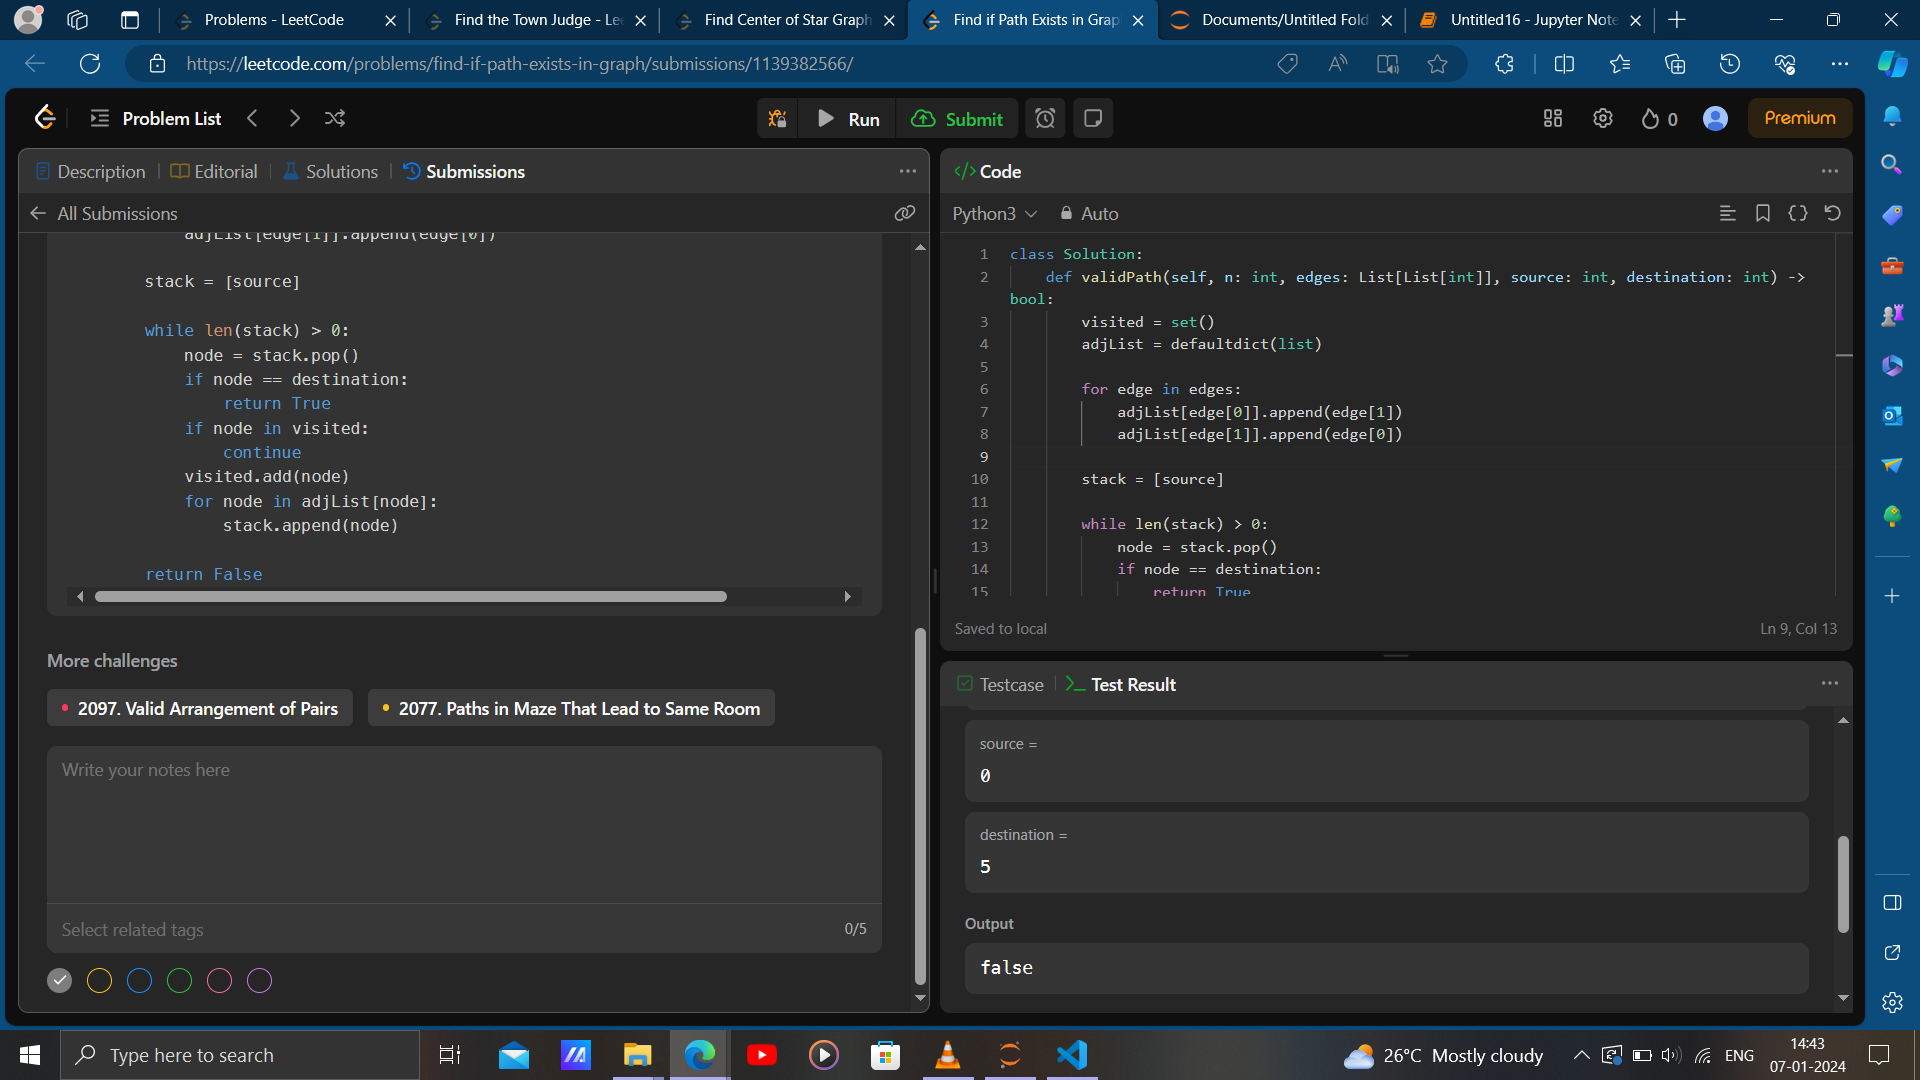 Problems - LeetCode
Find the Town Judge - Le
Find Center of Star Graph
Find if Path Exists in Grap
Documents/Untitled Fold
Untitled16 - Jupyter Note
https://leetcode.com/problems/find-if-path-exists-in-graph/submissions/1139382566/
Problem List
Run
Submit
0
Premium
Description
Editorial
Solutions
Submissions
All Submissions
adjList[edge[1]].append(edge[0])
stack = [source]
while len(stack) > 0:
node = stack.pop()
if node == destination:
return True
if node in visited:
continue
visited.add(node)
for node in adjList[node]:
stack.append(node)
return False
More challenges
2097. Valid Arrangement of Pairs
2077. Paths in Maze That Lead to Same Room
Write your notes here
Select related tags
0/5
</> Code
Python3
Auto
1 class Solution:
2 def validPath(self, n: int, edges: List[List[int]], source: int, destination: int) ->
bool:
3 visited = set()
4 adjList = defaultdict(list)
5
6 for edge in edges:
7 adjList[edge[0]].append(edge[1])
8 adjList[edge[1]].append(edge[0])
9
10 stack = [source]
11
12 while len(stack) > 0:
13 node = stack.pop()
14 if node == destination:
15 return True
Saved to local
Ln 9, Col 13
Testcase
Test Result
source =
0
destination =
5
Output
false
Type here to search
26°C Mostly cloudy
ENG
14:43
07-01-2024